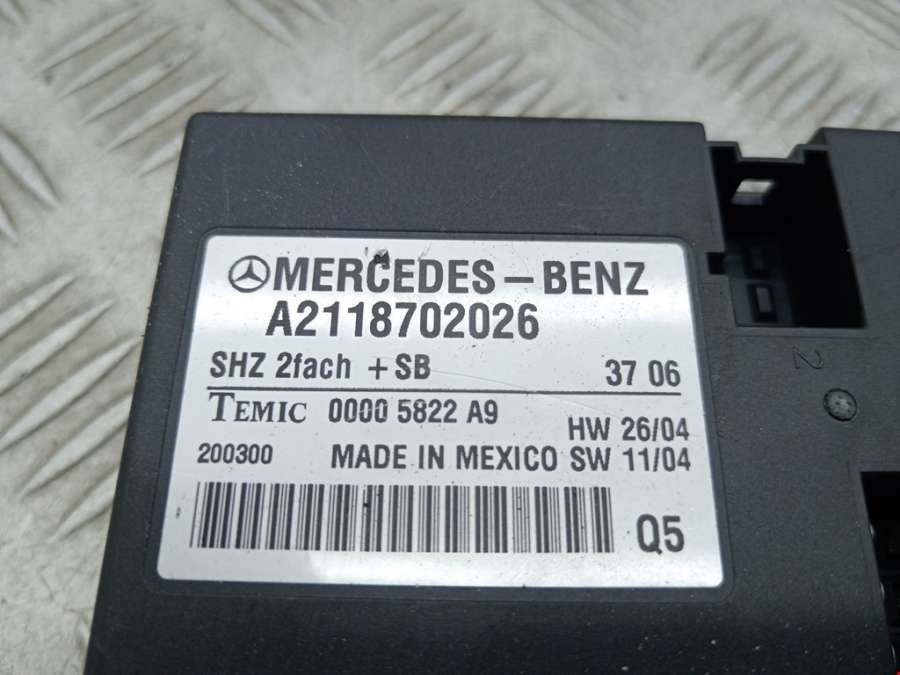 MERCEDES-BENZ
A2118702026
SHZ 2fach +SB 37 06
TEMIC 0000 5822 A9 HW 26/04
200300 MADE IN MEXICO SW 11/04
Q5
2